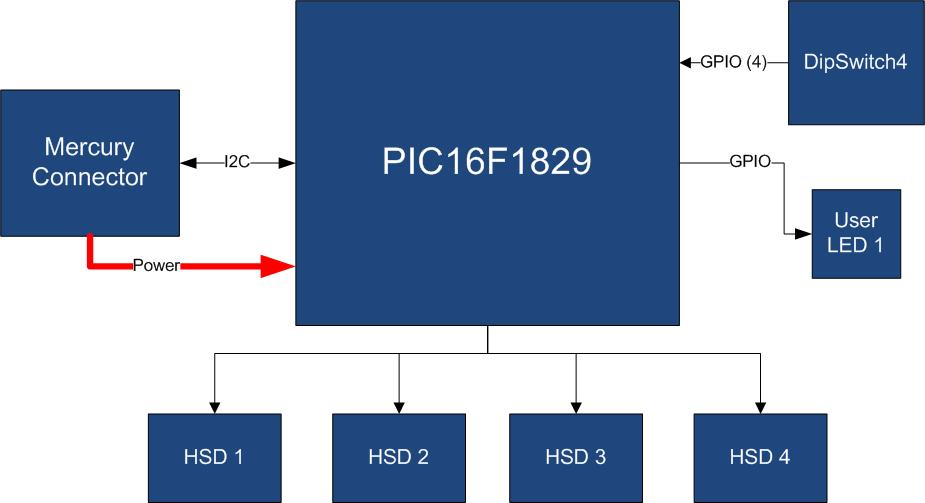 GPIO (4)
DipSwitch4
Mercury
Connector
I2C
PIC16F1829
GPIO
User
LED 1
Power
HSD 1
HSD 2
HSD 3
HSD 4